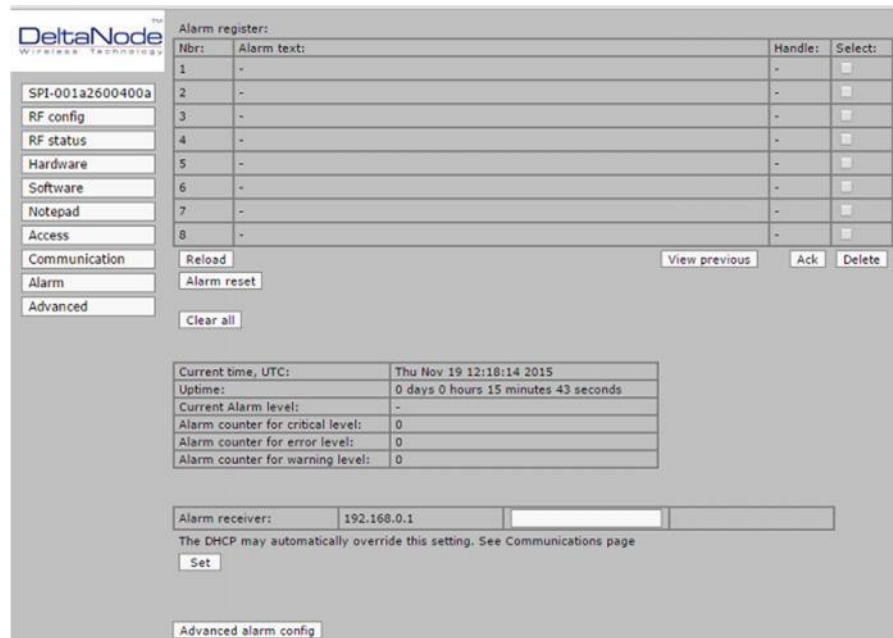 DeltaNode
TM
Wireless Technology
SPI-001a2600400a
RF config
RF status
Hardware
Software
Notepad
Access
Communication
Alarm
Advanced
Alarm register:
Nbr: Alarm text: Handle: Select:
1 - -
2 - -
3 - -
4 - -
5 - -
6 - -
7 - -
8 - -
Reload View previous Ack Delete
Alarm reset
Clear all
Current time, UTC: Thu Nov 19 12:18:14 2015
Uptime: 0 days 0 hours 15 minutes 43 seconds
Current Alarm level: -
Alarm counter for critical level: 0
Alarm counter for error level: 0
Alarm counter for warning level: 0
Alarm receiver: 192.168.0.1
The DHCP may automatically override this setting. See Communications page
Set
Advanced alarm config